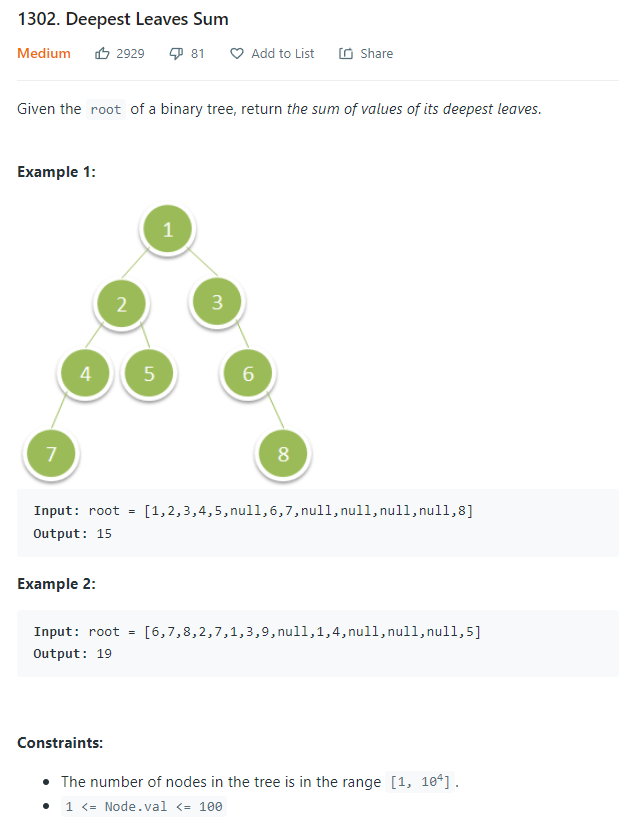 1302. Deepest Leaves Sum
Medium 2929 81 Add to List Share
Given the root of a binary tree, return the sum of values of its deepest leaves.
Example 1:
1
2 3
4 5 6
7 8
Input: root = [1,2,3,4,5,null,6,7,null,null,null,null,8]
Output: 15
Example 2:
Input: root = [6,7,8,2,7,1,3,9,null,1,4,null,null,null,5]
Output: 19
Constraints:
• The number of nodes in the tree is in the range [1, 10⁴].
• 1 <= Node.val <= 100